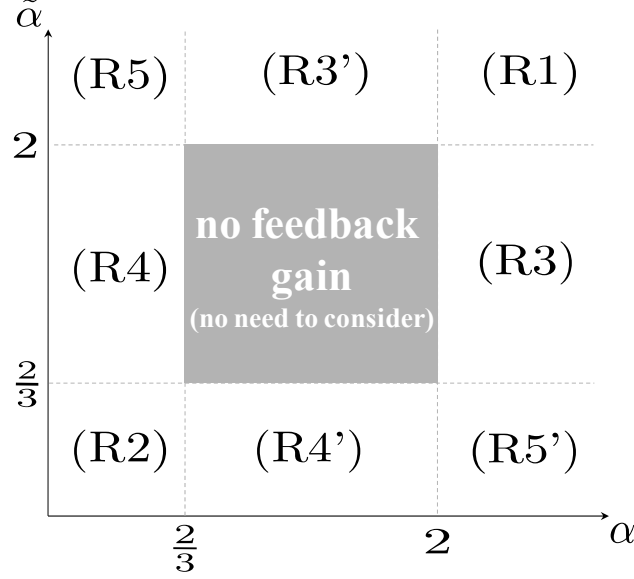 α̃
(R5) (R3') (R1)
2
no feedback
gain
(R4) (R3)
(no need to consider)
2/3
(R2) (R4') (R5')
2/3 2 α